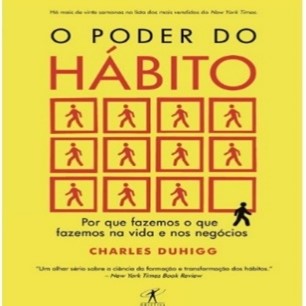 Há mais de vinte semanas na lista dos mais vendidos do New York Times.
O PODER DO
HÁBITO
Por que fazemos o que
fazemos na vida e nos negócios
CHARLES DUHIGG
"Um olhar sério sobre a ciência da formação e transformação dos hábitos."
New York Times Book Review
OBJETIVA